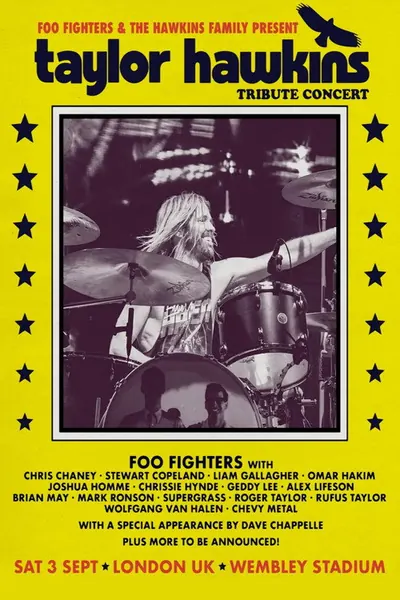 FOO FIGHTERS & THE HAWKINS FAMILY PRESENT
taylor hawkins
TRIBUTE CONCERT
FOO FIGHTERS WITH
CHRIS CHANEY · STEWART COPELAND · LIAM GALLAGHER · OMAR HAKIM
JOSHUA HOMME · CHRISSIE HYNDE · GEDDY LEE · ALEX LIFESON
BRIAN MAY · MARK RONSON · SUPERGRASS · ROGER TAYLOR · RUFUS TAYLOR
WOLFGANG VAN HALEN · CHEVY METAL
WITH A SPECIAL APPEARANCE BY DAVE CHAPPELLE
PLUS MORE TO BE ANNOUNCED!
SAT 3 SEPT ★ LONDON UK ★ WEMBLEY STADIUM